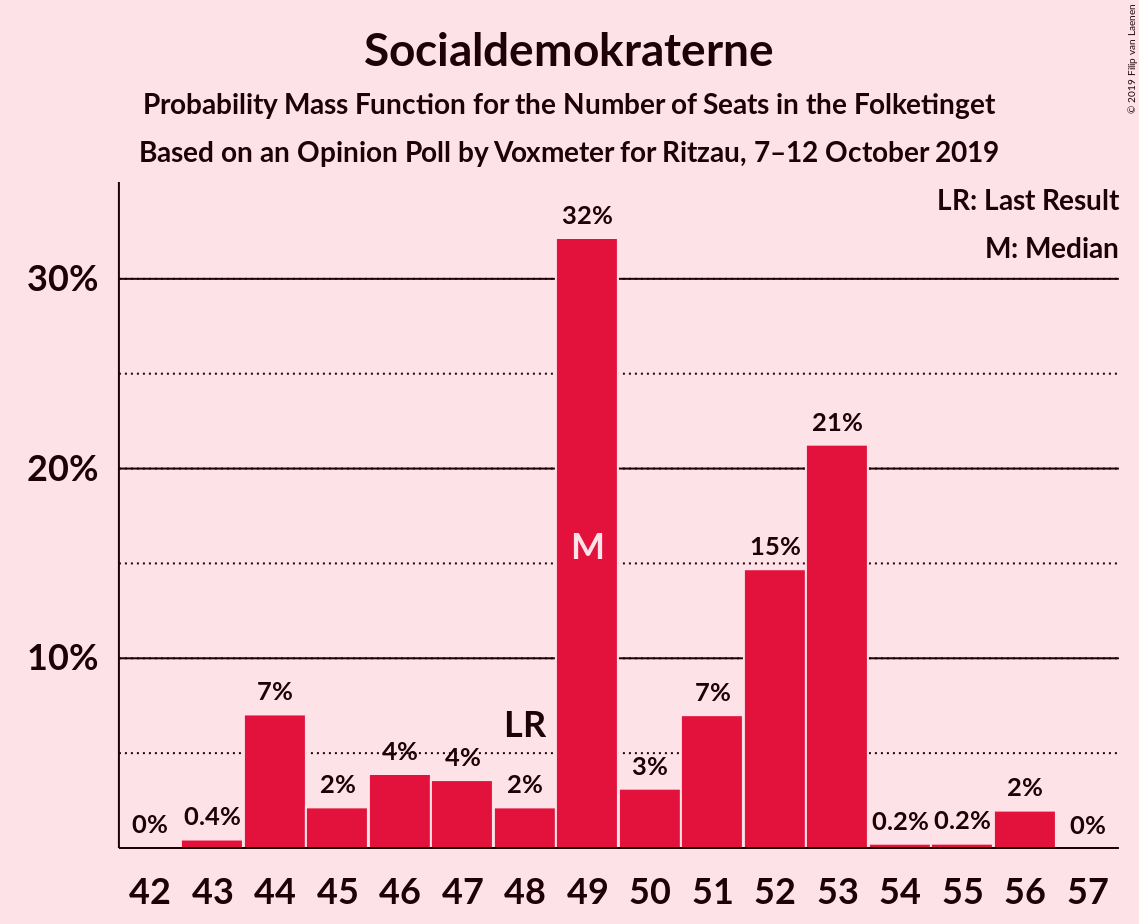 Socialdemokraterne
Probability Mass Function for the Number of Seats in the Folketinget
Based on an Opinion Poll by Voxmeter for Ritzau, 7–12 October 2019
© 2019 Filip van Laenen
LR: Last Result
M: Median
30%
20%
10%
0%
0.4%
7%
2%
4%
4%
2%
LR
32%
M
3%
7%
15%
21%
0.2%
0.2%
2%
0%
42 43 44 45 46 47 48 49 50 51 52 53 54 55 56 57